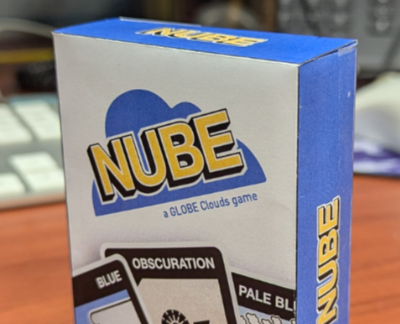 NUBE
NUBE
a GLOBE Clouds game
BLUE
OBSCURATION
PALE BL
NUBE